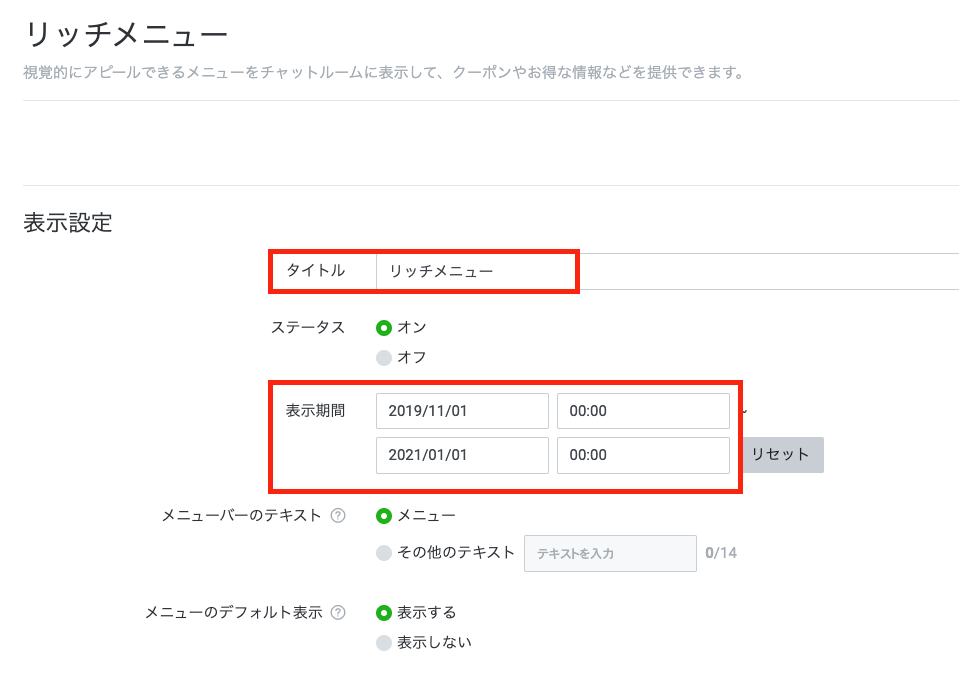 リッチメニュー
視覚的にアピールできるメニューをチャットルームに表示して、クーポンやお得な情報などを提供できます。
表示設定
タイトル リッチメニュー
ステータス オン
オフ
表示期間 2019/11/01 00:00 ~
2021/01/01 00:00 リセット
メニューバーのテキスト ? メニュー
その他のテキスト テキストを入力 0/14
メニューのデフォルト表示 ? 表示する
表示しない